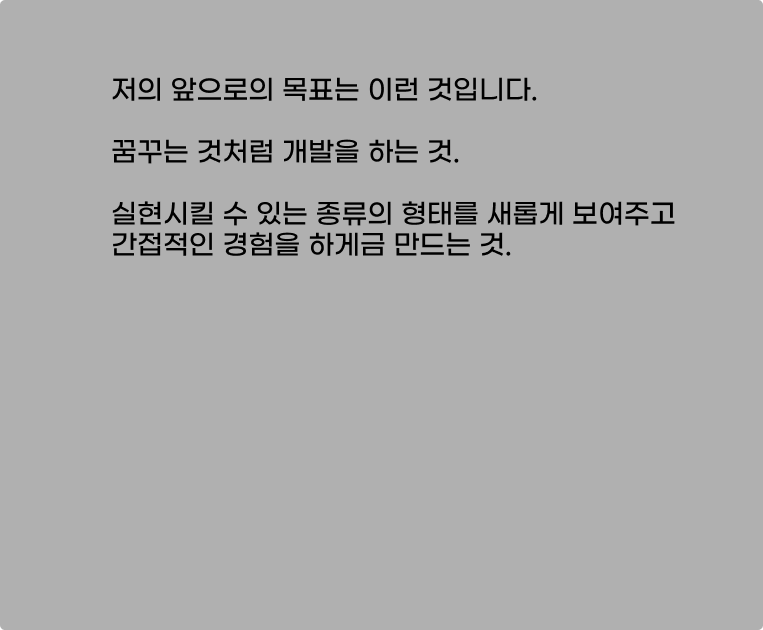 저의 앞으로의 목표는 이런 것입니다.
꿈꾸는 것처럼 개발을 하는 것.
실현시킬 수 있는 종류의 형태를 새롭게 보여주고
간접적인 경험을 하게금 만드는 것.